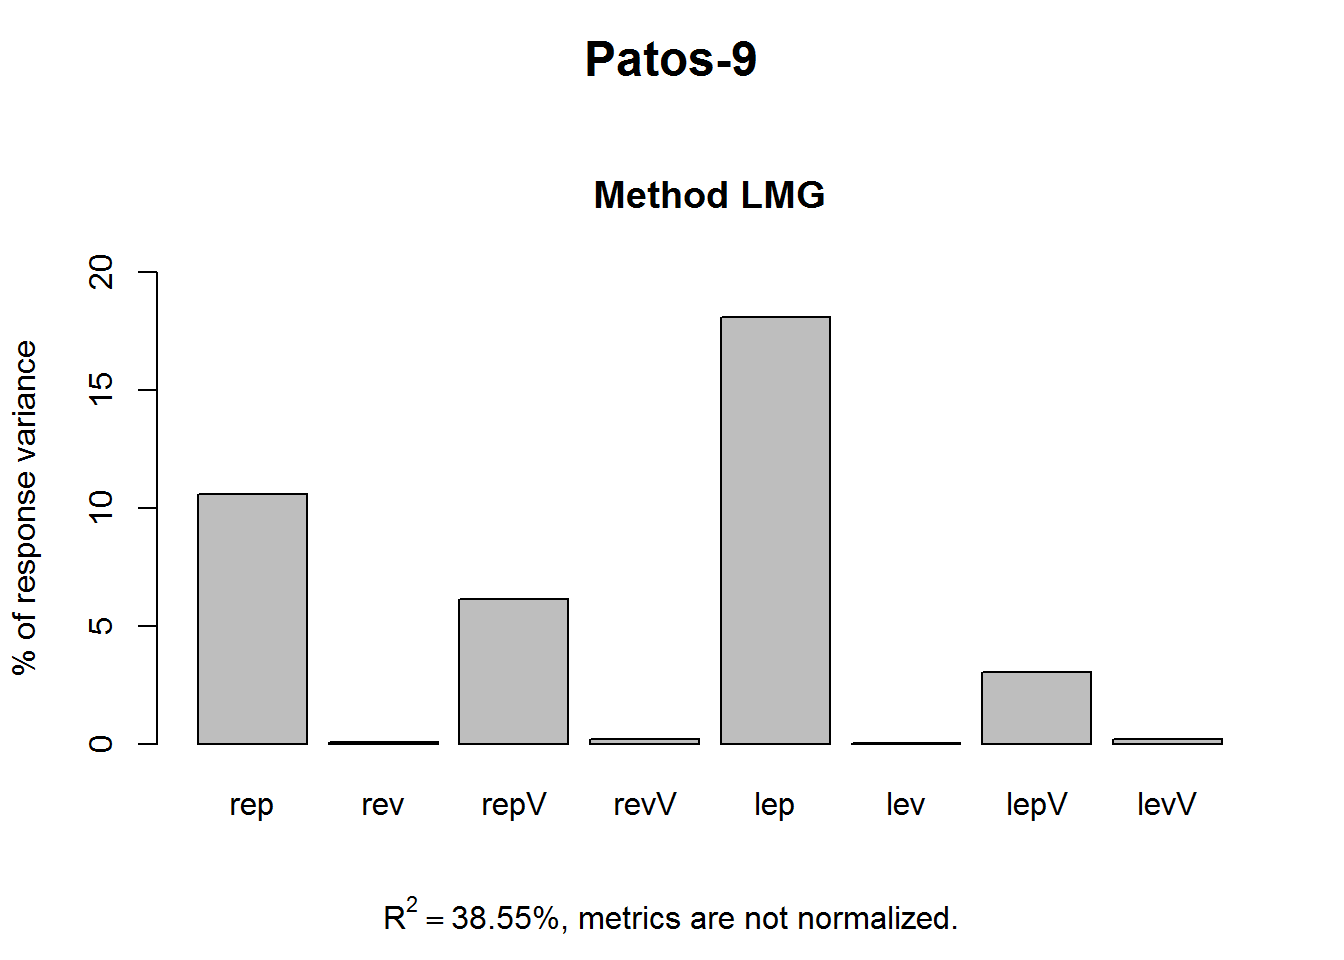 Patos-9
Method LMG
% of response variance
20
15
10
5
0
rep rev repV revV lep lev lepV levV
R² = 38.55%, metrics are not normalized.